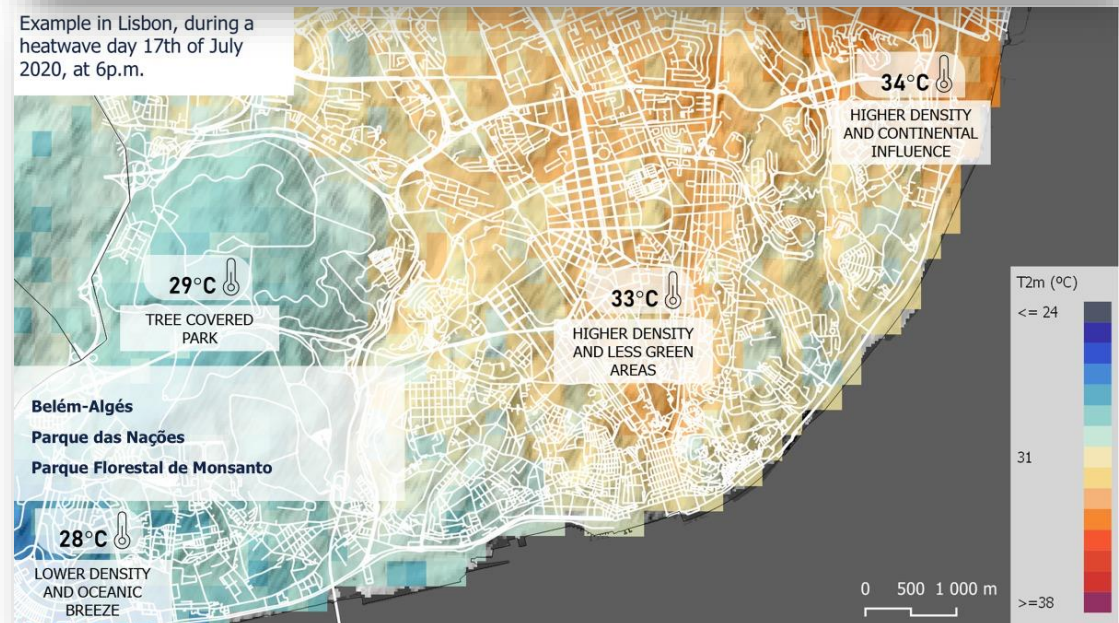 Example in Lisbon, during a
heatwave day 17th of July
2020, at 6p.m.
34°C
HIGHER DENSITY
AND CONTINENTAL
INFLUENCE
29°C
TREE COVERED
PARK
33°C
HIGHER DENSITY
AND LESS GREEN
AREAS
Belém-Algés
Parque das Nações
Parque Florestal de Monsanto
28°C
LOWER DENSITY
AND OCEANIC
BREEZE
T2m (ºC)
<= 24
31
>=38
0 500 1 000 m